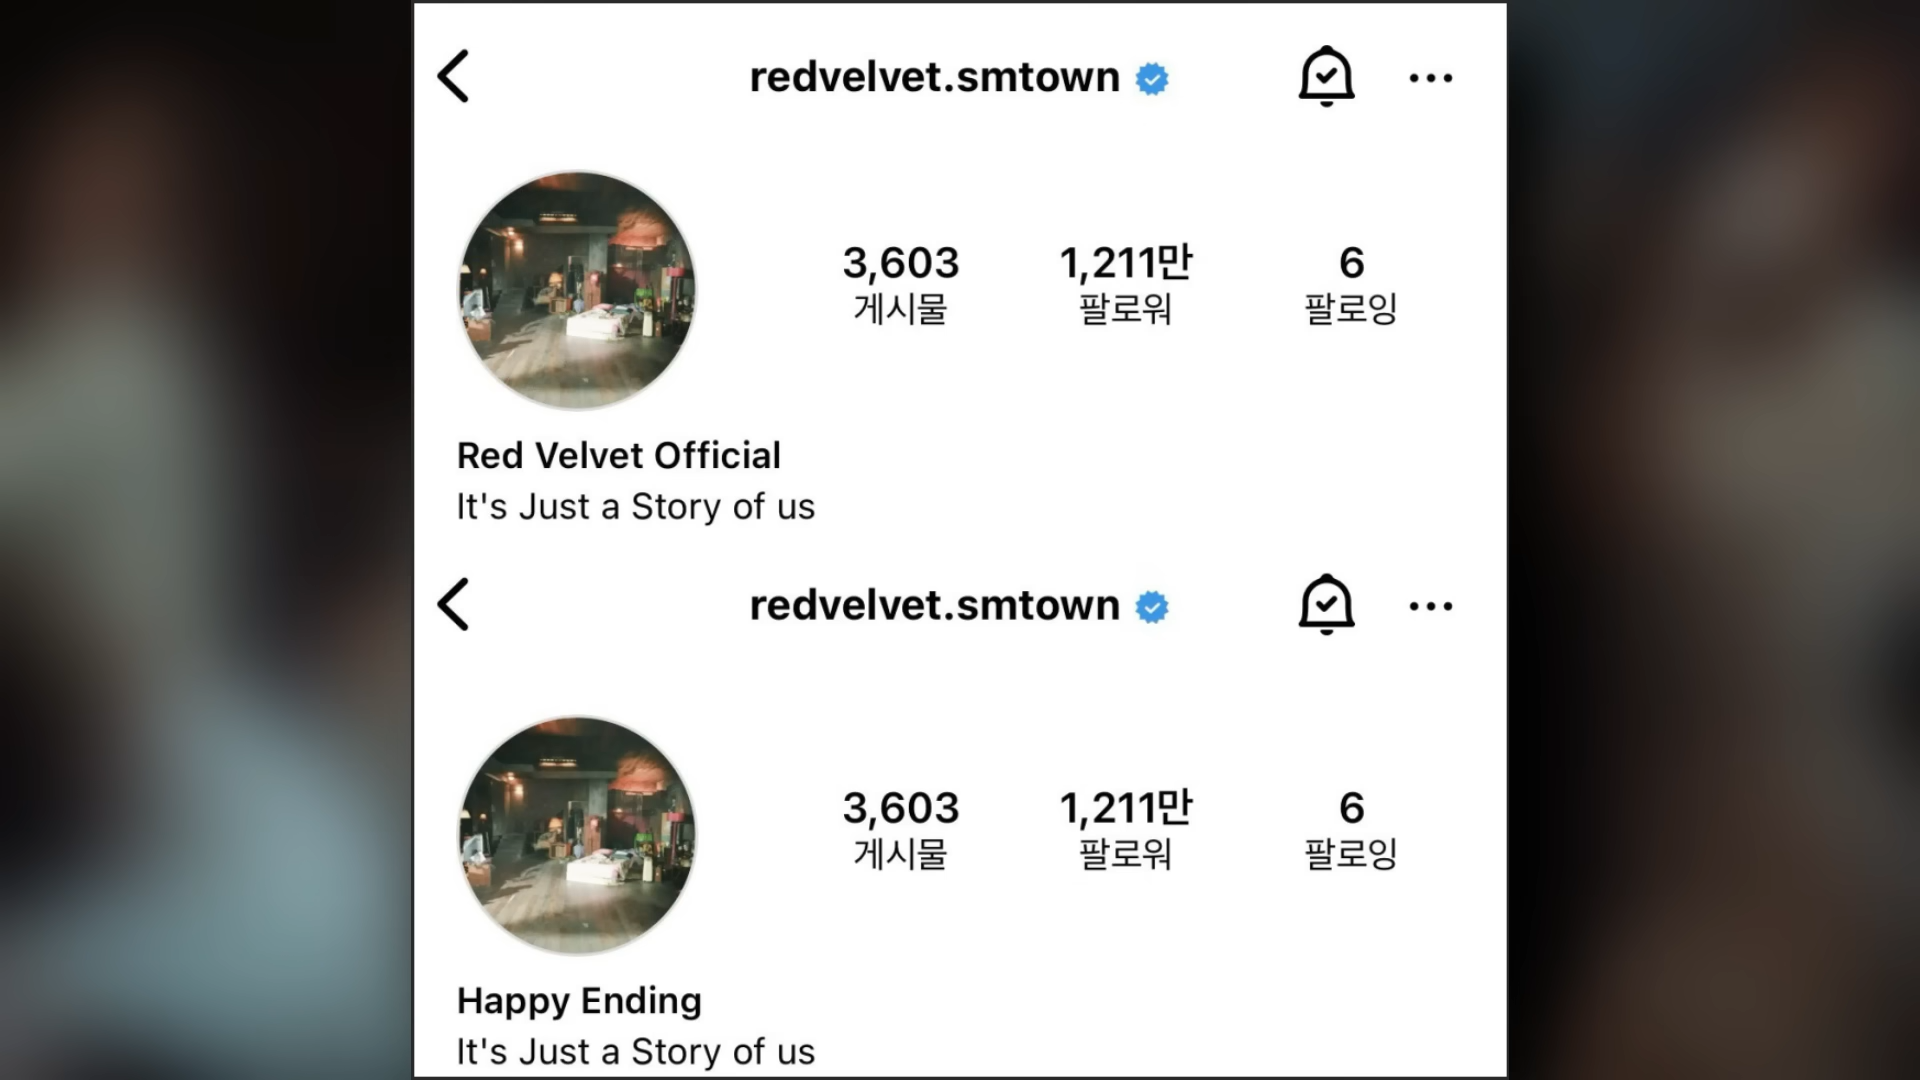 redvelvet.smtown
3,603 1,211만 6
게시물 팔로워 팔로잉
Red Velvet Official
It's Just a Story of us
redvelvet.smtown
3,603 1,211만 6
게시물 팔로워 팔로잉
Happy Ending
It's Just a Story of us